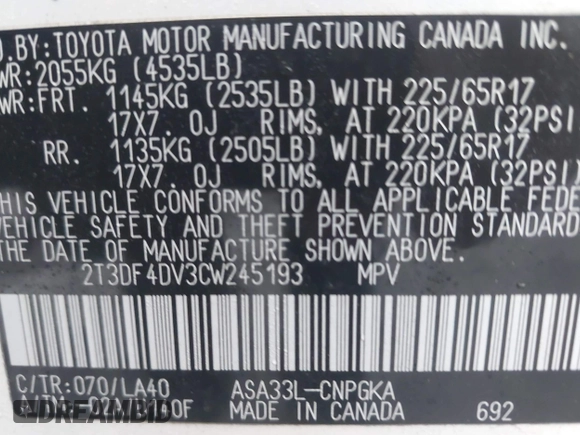 D.BY:TOYOTA MOTOR MANUFACTURING CANADA INC.
WR:2055KG (4535LB)
WR:FRT. 1145KG (2535LB) WITH 225/65R17
17X7. 0J RIMS, AT 220KPA (32PSI
RR. 1135KG (2505LB) WITH 225/65R17
17X7. 0J RIMS, AT 220KPA (32PSI)
HIS VEHICLE CONFORMS TO ALL APPLICABLE FEDE
VEHICLE SAFETY AND THEFT PREVENTION STANDARD
THE DATE OF MANUFACTURE SHOWN ABOVE.
2T3DF4DV3CW245193 MPV
C/TR:070/LA40 ASA33L-CNPGKA
MADE IN CANADA 692